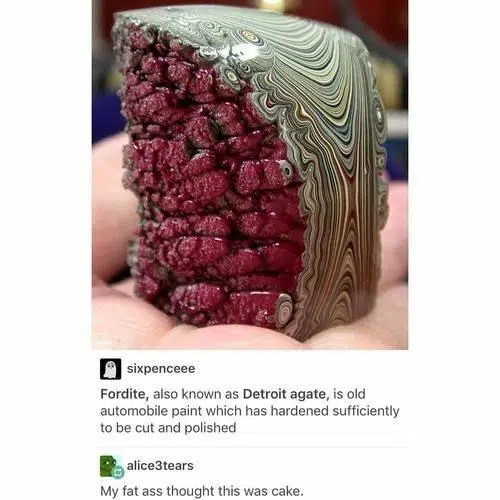 sixpenceee
Fordite, also known as Detroit agate, is old
automobile paint which has hardened sufficiently
to be cut and polished
alice3tears
My fat ass thought this was cake.